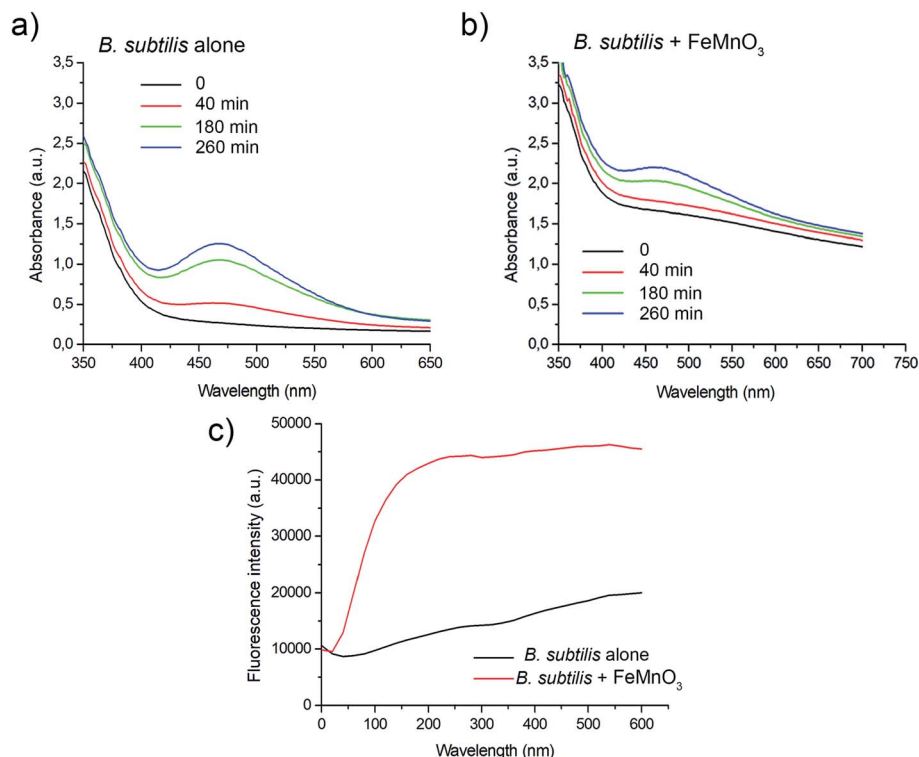 a)
B. subtilis alone
0
40 min
180 min
260 min
3,5
3,0
2,5
2,0
1,5
1,0
0,5
0,0
Absorbance (a.u.)
350 400 450 500 550 600 650
Wavelength (nm)
b)
B. subtilis + FeMnO₃
3,5
3,0
2,5
2,0
1,5
1,0
0,5
0,0
Absorbance (a.u.)
0
40 min
180 min
260 min
350 400 450 500 550 600 650 700 750
Wavelength (nm)
c)
50000
40000
30000
20000
10000
0
Fluorescence intensity (a.u.)
B. subtilis alone
B. subtilis + FeMnO₃
0 100 200 300 400 500 600
Wavelength (nm)